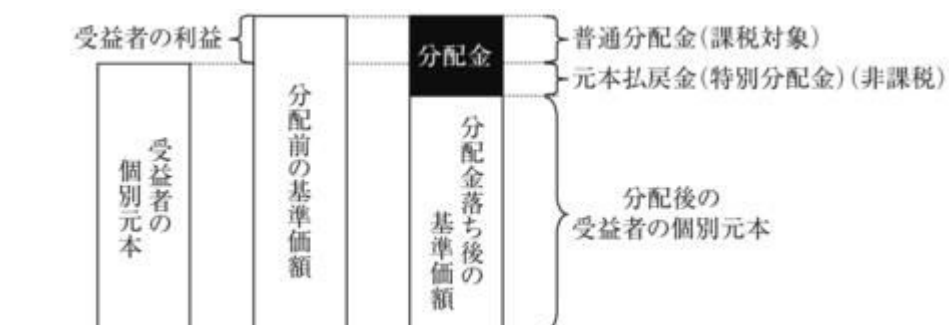 受益者の利益
分配金
普通分配金(課税対象)
元本払戻金(特別分配金)(非課税)
受益者の
個別元本
分配前の基準価額
分配金落ち後の
基準価額
分配後の
受益者の個別元本